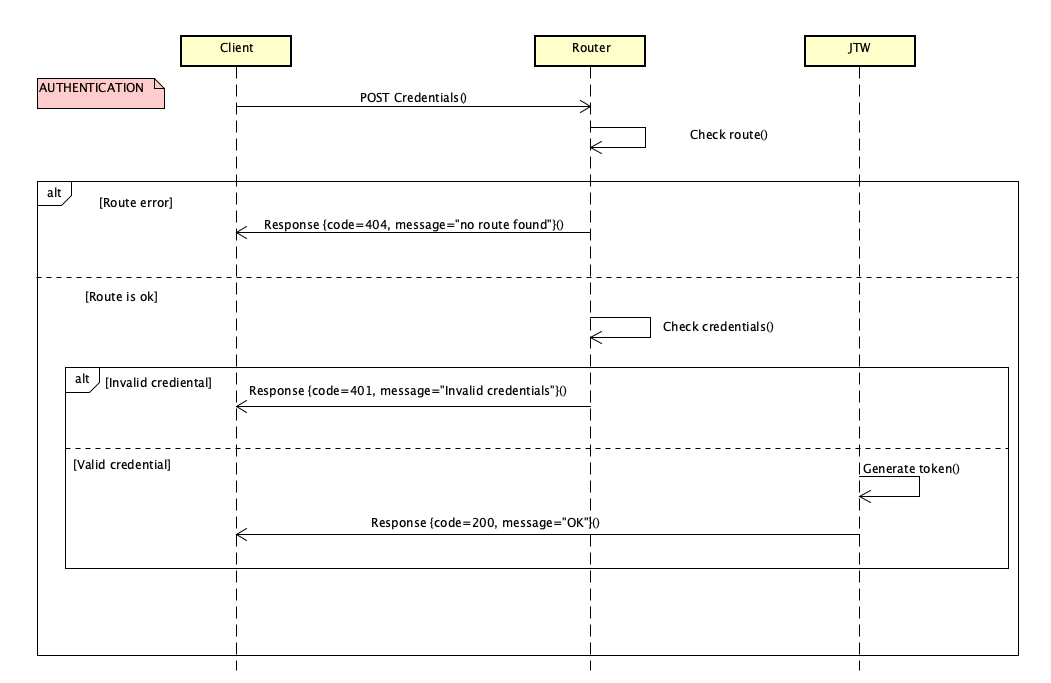 Client
Router
JTW
AUTHENTICATION
POST Credentials()
Check route()
alt
[Route error]
Response {code=404, message="no route found"}()
[Route is ok]
Check credentials()
alt
[Invalid crediental]
Response {code=401, message="Invalid credentials"}()
[Valid credential]
Generate token()
Response {code=200, message="OK"}()